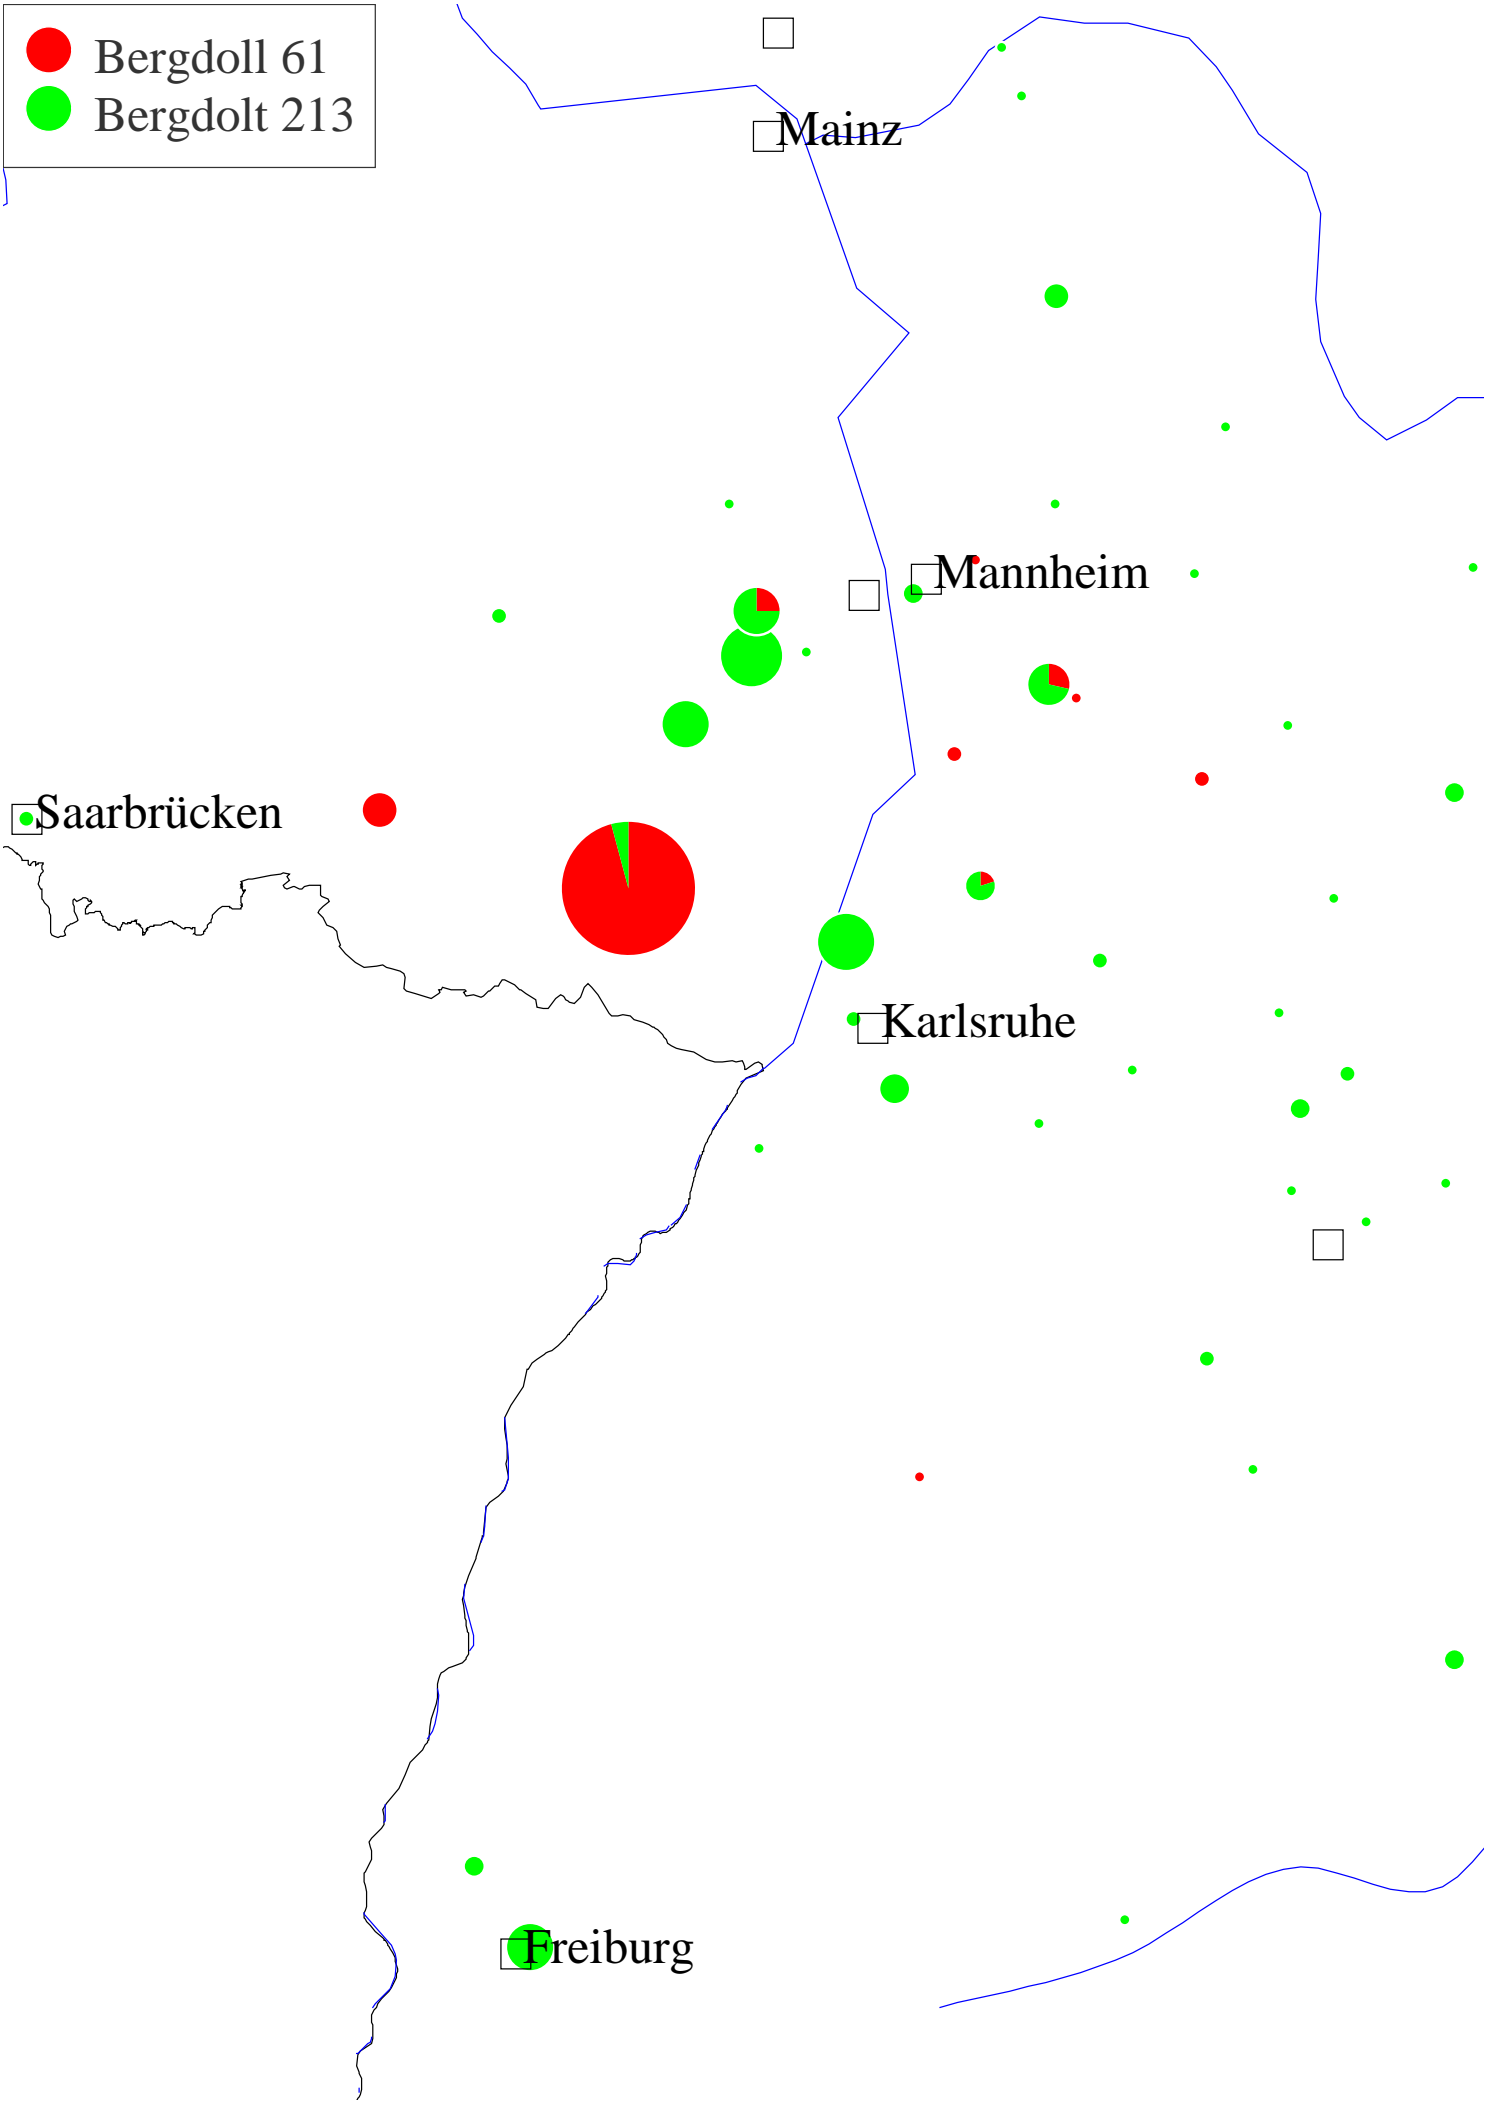 Bergdoll 61
Bergdolt 213
Mainz
Mannheim
Saarbrücken
Karlsruhe
Freiburg